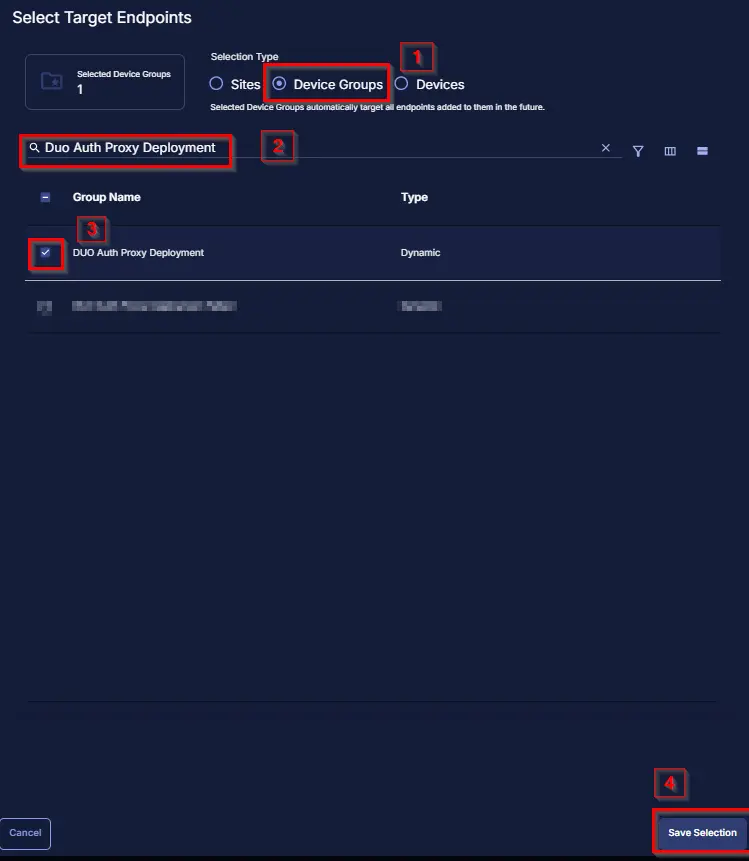 Select Target Endpoints
Selected Device Groups
1
Selection Type
Sites
Device Groups
Devices
1
Selected Device Groups automatically target all endpoints added to them in the future.
Duo Auth Proxy Deployment
2
Group Name Type
3
DUO Auth Proxy Deployment Dynamic
4
Cancel
Save Selection